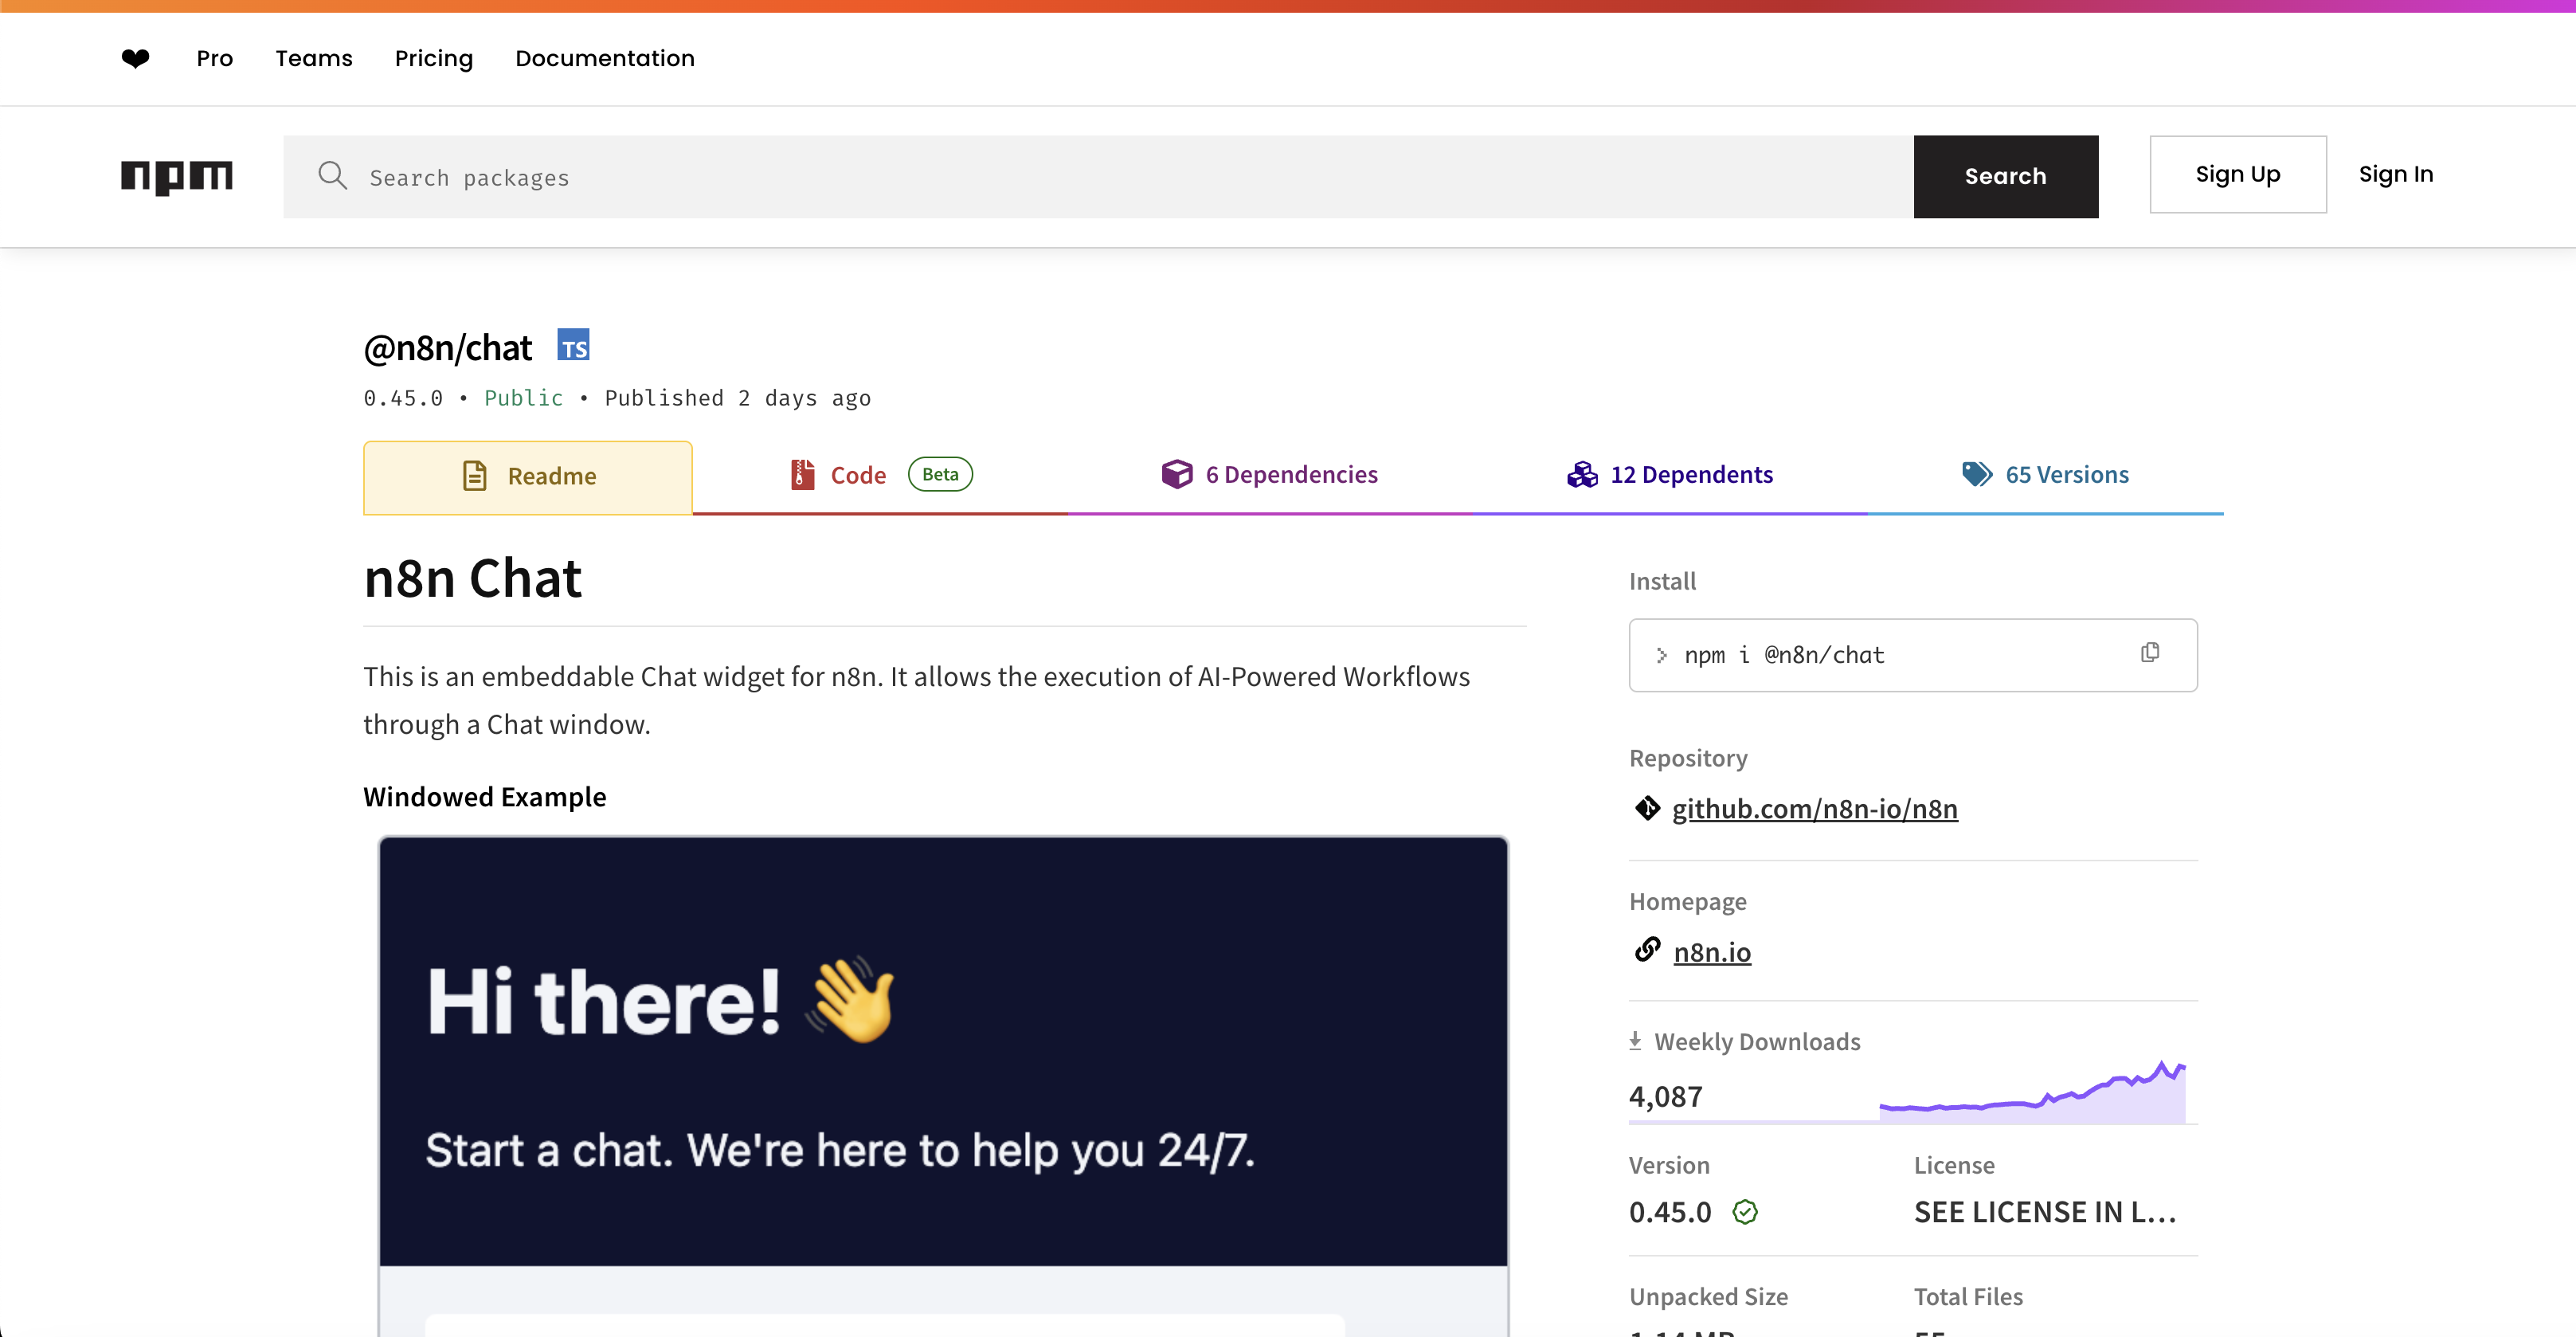 Pro Teams Pricing Documentation
npm Search packages Search Sign Up Sign In
@n8n/chat TS
0.45.0 • Public • Published 2 days ago
Readme Code Beta 6 Dependencies 12 Dependents 65 Versions
n8n Chat
This is an embeddable Chat widget for n8n. It allows the execution of AI-Powered Workflows
through a Chat window.
Windowed Example
Hi there! 👋
Start a chat. We're here to help you 24/7.
Install
> npm i @n8n/chat
Repository
github.com/n8n-io/n8n
Homepage
n8n.io
Weekly Downloads
4,087
Version License
0.45.0 SEE LICENSE IN L…
Unpacked Size Total Files